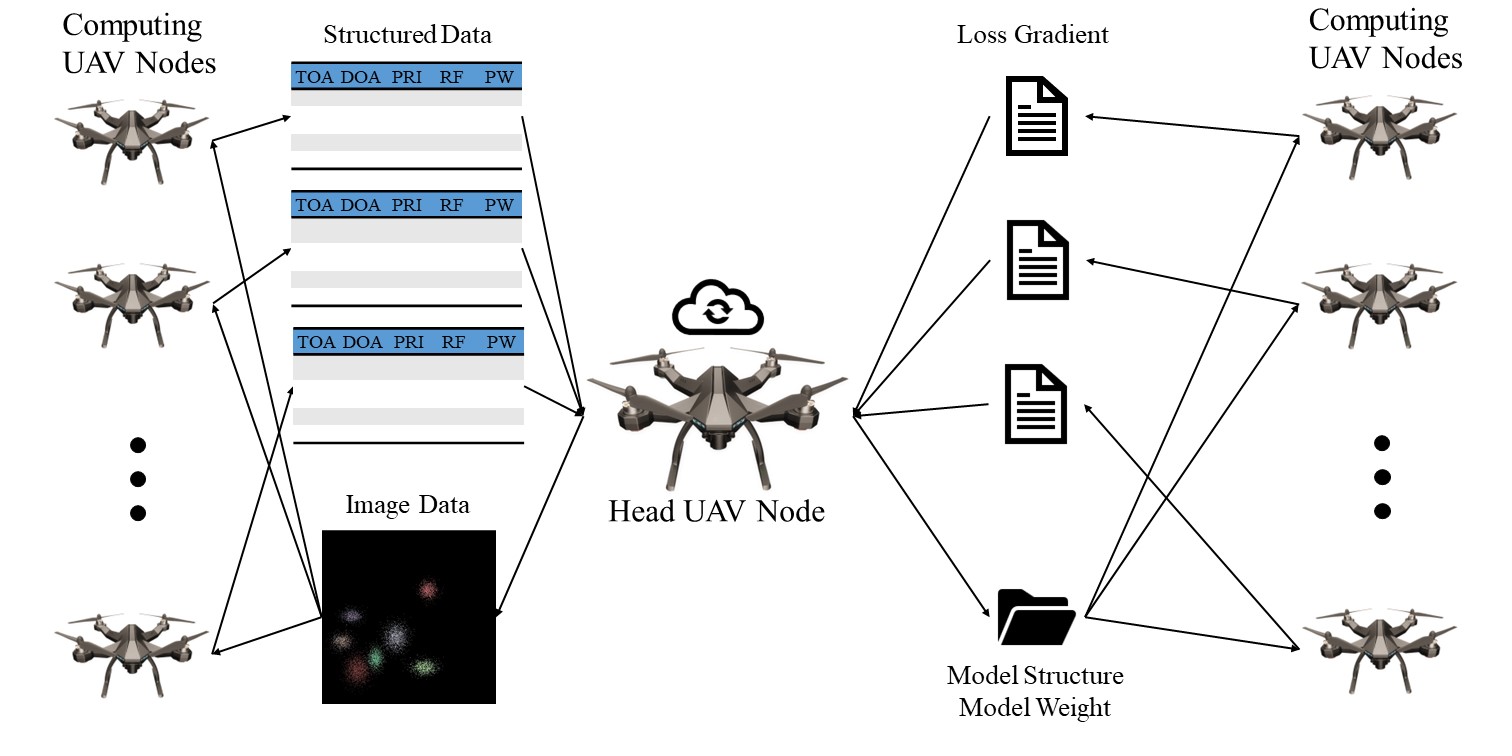 Computing
UAV Nodes
Structured Data
TOA DOA PRI RF PW
TOA DOA PRI RF PW
TOA DOA PRI RF PW
Image Data
Head UAV Node
Loss Gradient
Model Structure
Model Weight
Computing
UAV Nodes